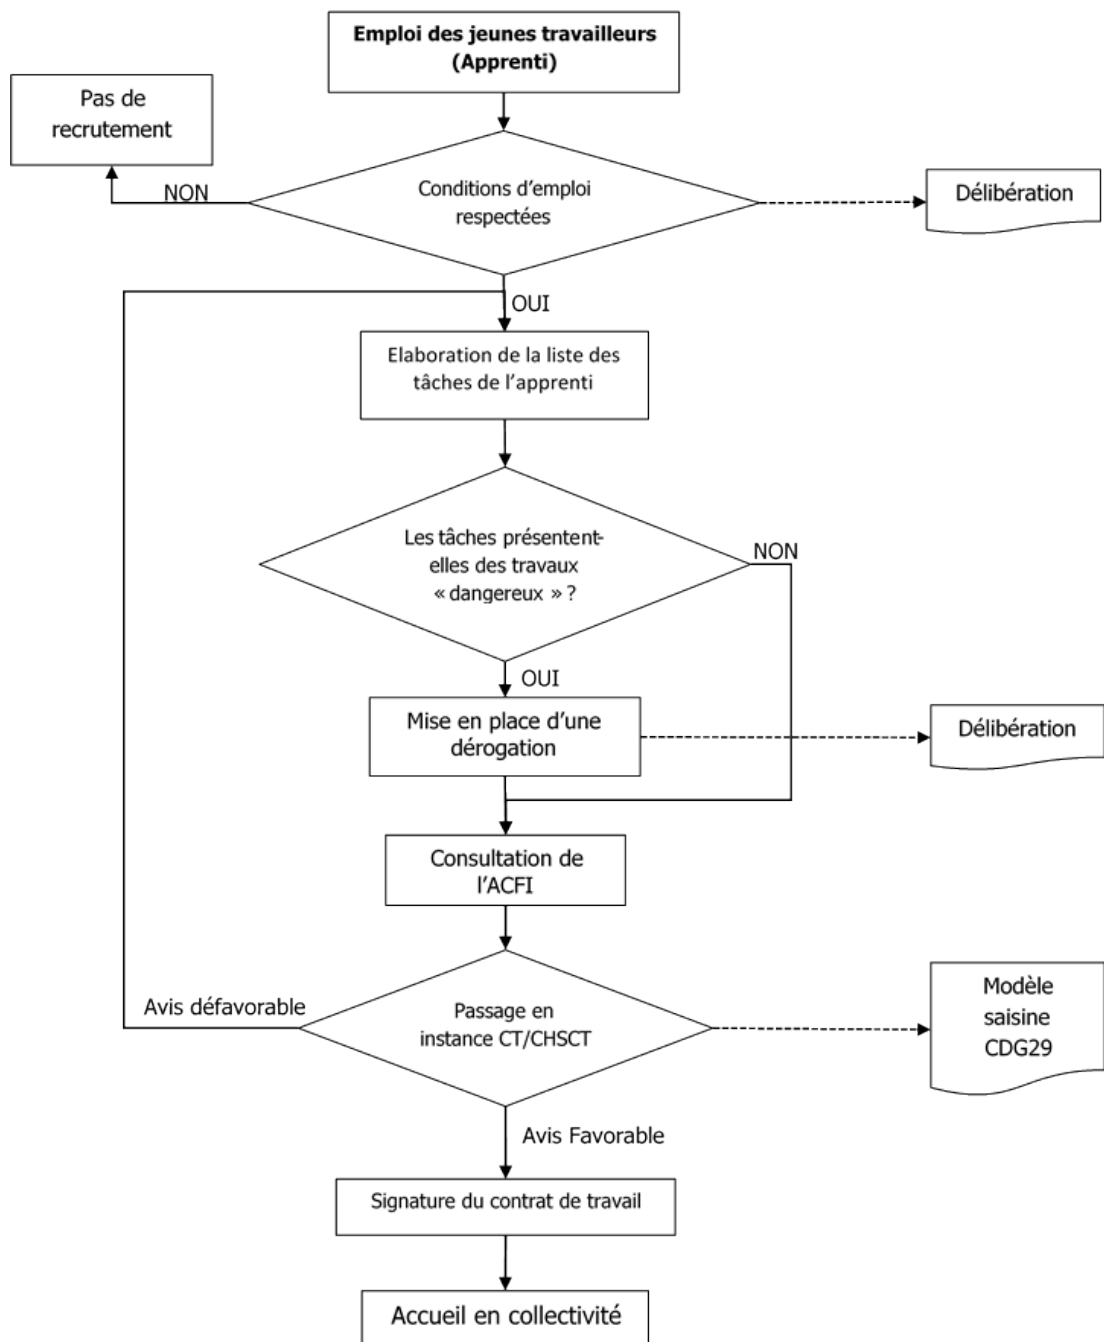 Emploi des jeunes travailleurs
(Apprenti)
Pas de
recrutement
NON
Conditions d’emploi
respectées
Délibération
OUI
Elaboration de la liste des
tâches de l’apprenti
Les tâches présentent-
elles des travaux
« dangereux » ?
NON
OUI
Mise en place d’une
dérogation
Délibération
Consultation de
l’ACFI
Avis défavorable
Passage en
instance CT/CHSCT
Modèle
saisine
CDG29
Avis Favorable
Signature du contrat de travail
Accueil en collectivité